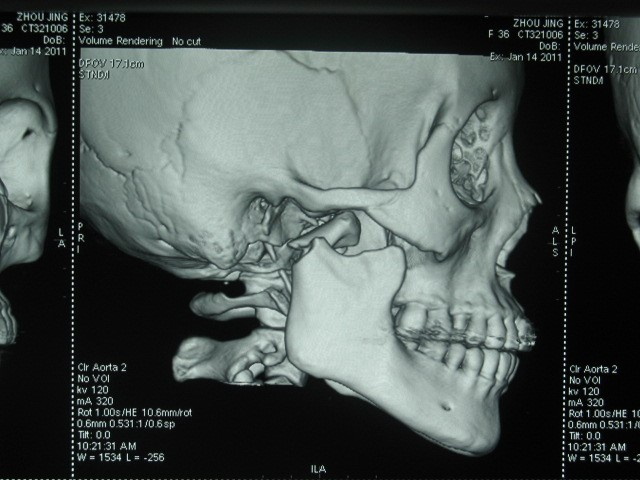 ZHOU JING
36 CT321006
DoB:
Ex: Jan 14 2011
L
A
Ex: 31478
Se: 3
Volume Rendering No cut
DFOV 17.1cm
STND/I
ZHOU JING
F 36 CT321006
DoB:
Ex: Jan 14 2011
P
R
I
A
L
S
Clr Aorta 2
No VOI
kv 120
mA 320
Rot 1.00s/HE 10.6mm/rot
0.6mm 0.531:1/0.6sp
Tilt: 0.0
10:21:31 AM
W = 1534 L = -256
ILA
Ex: 31478
Se: 3
Volume Rende
DFOV 17.1cm
STND/I
L
P
I
Clr Aorta 2
No VOI
kv 120
mA 320
Rot 1.00s/HE 10
0.6mm 0.531:1/0
Tilt: 0.0
10:21:31 AM
W = 1534 L = -2